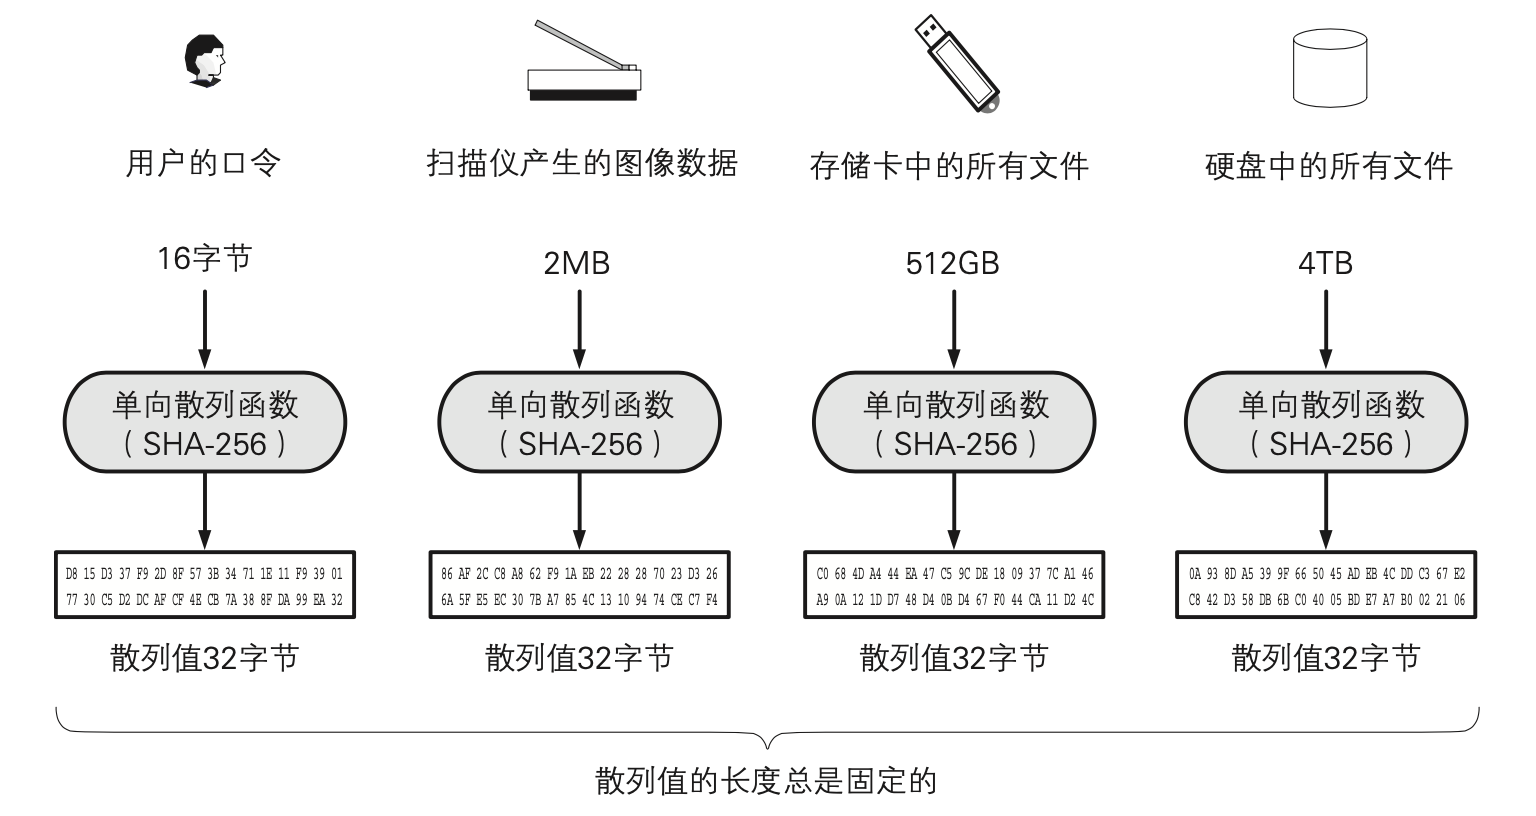 用户的口令
扫描仪产生的图像数据
存储卡中的所有文件
硬盘中的所有文件
16字节
2MB
512GB
4TB
单向散列函数
（SHA-256）
单向散列函数
（SHA-256）
单向散列函数
（SHA-256）
单向散列函数
（SHA-256）
D8 15 D3 37 F9 2D 8F 57 3B 34 71 1E 11 F9 39 01
77 30 C5 D2 DC AF CF 4E CB 7A 38 8F DA 99 EA 32
86 AF 2C C8 A8 62 F9 1A EB 22 28 28 70 23 D3 26
6A 5F E5 EC 30 7B A7 85 4C 13 10 94 74 CE C7 F4
C0 68 4D A4 44 EA 47 C5 9C DE 18 09 37 7C A1 46
A9 0A 12 1D D7 48 D4 0B D4 67 F0 44 CA 11 D2 4C
0A 93 8D A5 39 9F 66 50 45 AD EB 4C DD C3 67 E2
C8 42 D3 58 DB 6B C0 40 05 BD E7 A7 B0 02 21 06
散列值32字节
散列值32字节
散列值32字节
散列值32字节
散列值的长度总是固定的